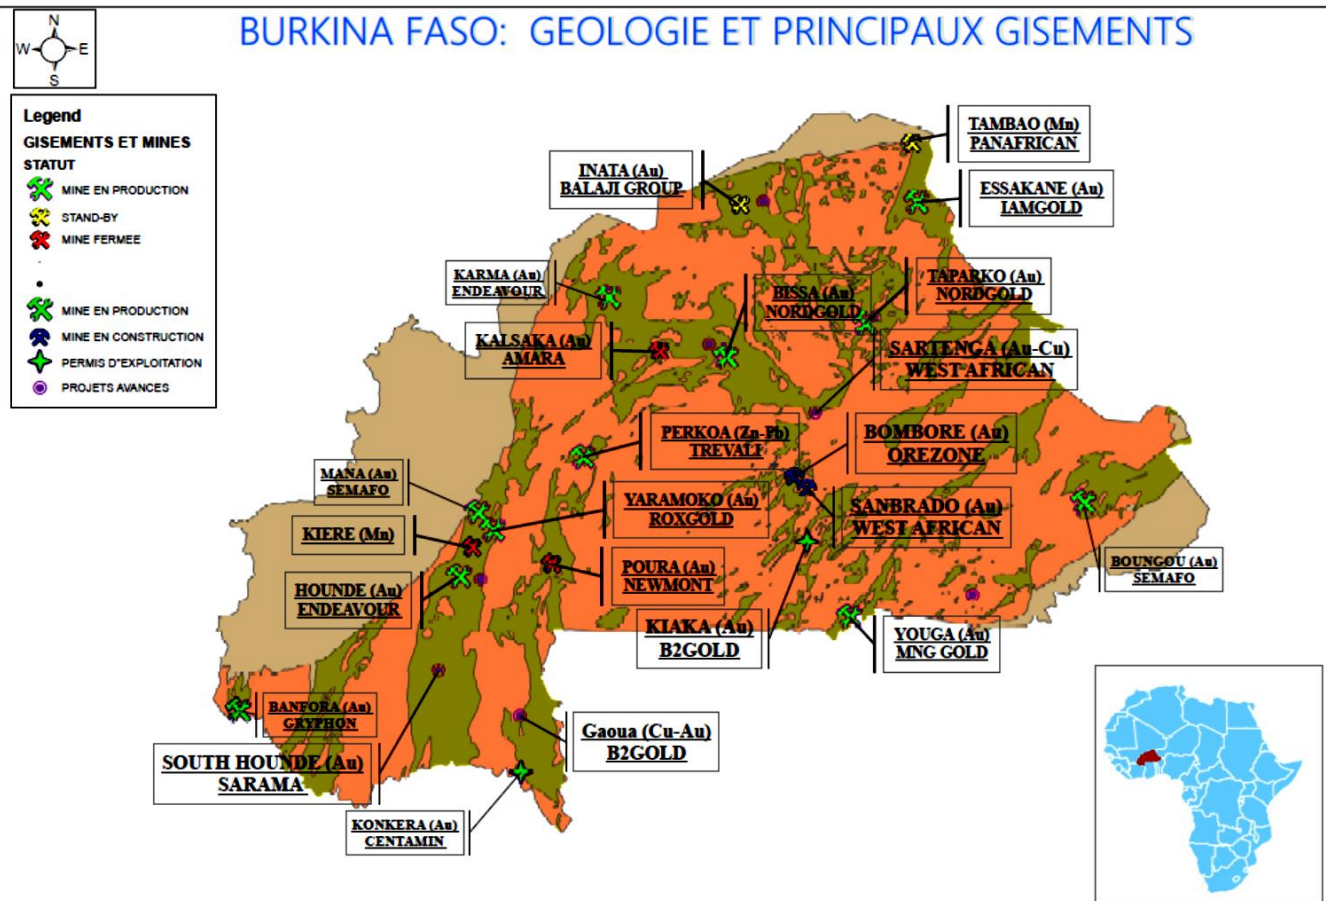 BURKINA FASO: GEOLOGIE ET PRINCIPAUX GISEMENTS
N
W
E
S
Legend
GISEMENTS ET MINES
STATUT
MINE EN PRODUCTION
STAND-BY
MINE FERMEE
MINE EN PRODUCTION
MINE EN CONSTRUCTION
PERMIS D"EXPLOITATION
PROJETS AVANCES
TAMBAO (Mn)
PANAFRICAN
INATA (Au)
BALAJI GROUP
ESSAKANE (Au)
IAMGOLD
KARMA (Au)
ENDEAVOUR
BISSA (Au)
NORDGOLD
TAPARKO (Au)
NORDGOLD
KALSAKA (Au)
AMARA
SARTENGA (Au-Cu)
WEST AFRICAN
PERKOA (Zn-Pb)
TREVALI
BOMBORE (Au)
OREZONE
MANA (Au)
SEMAFO
YARAMOKO (Au)
ROXGOLD
SANBRADO (Au)
WEST AFRICAN
KIERE (Mn)
POURA (Au)
NEWMONT
BOUNGOU (Au)
SEMAFO
HOUNDE (Au)
ENDEAVOUR
KIAKA (Au)
B2GOLD
YOUGA (Au)
MNG GOLD
BANFORA (Au)
GRYPHON
Gaoua (Cu-Au)
B2GOLD
SOUTH HOUNDE (Au)
SARAMA
KONKERA (Au)
CENTAMIN